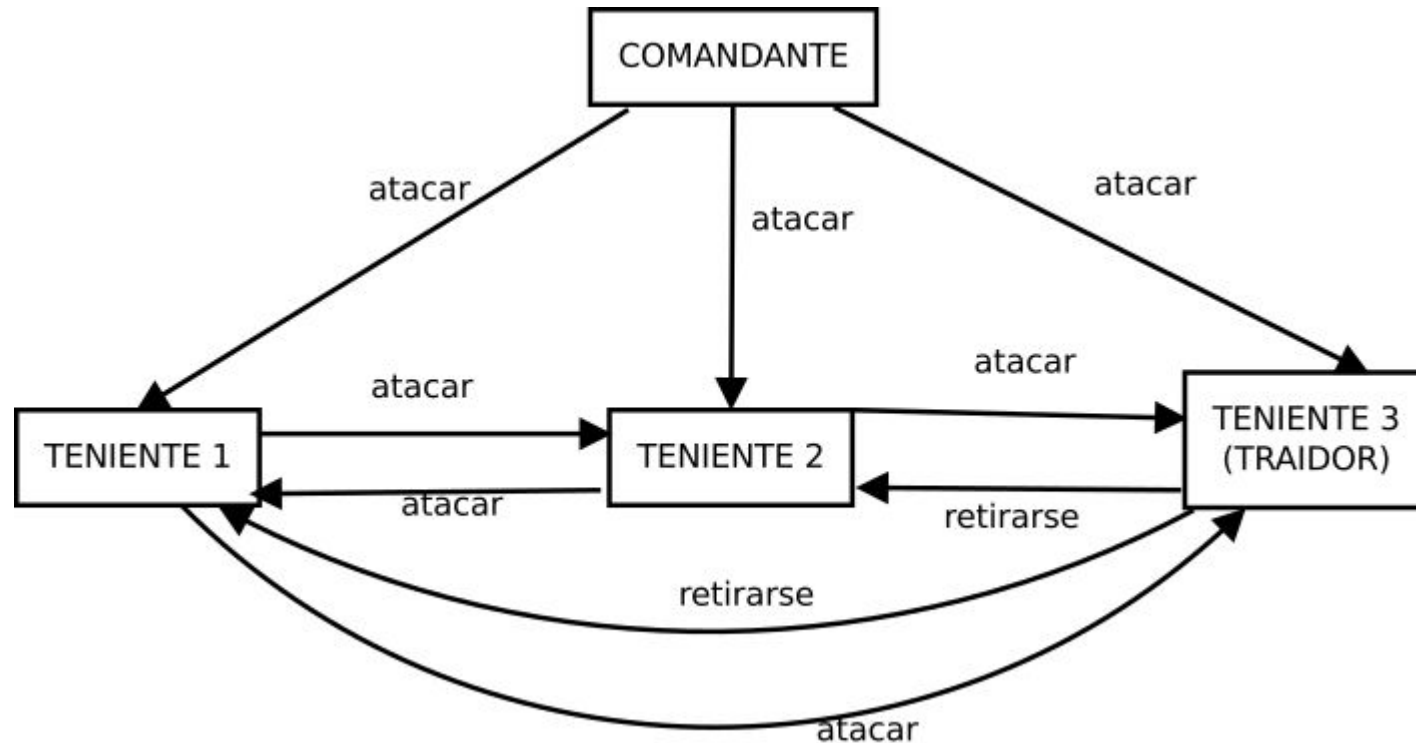 COMANDANTE
atacar
atacar
atacar
atacar
atacar
TENIENTE 1
TENIENTE 2
TENIENTE 3
(TRAIDOR)
atacar
retirarse
retirarse
atacar